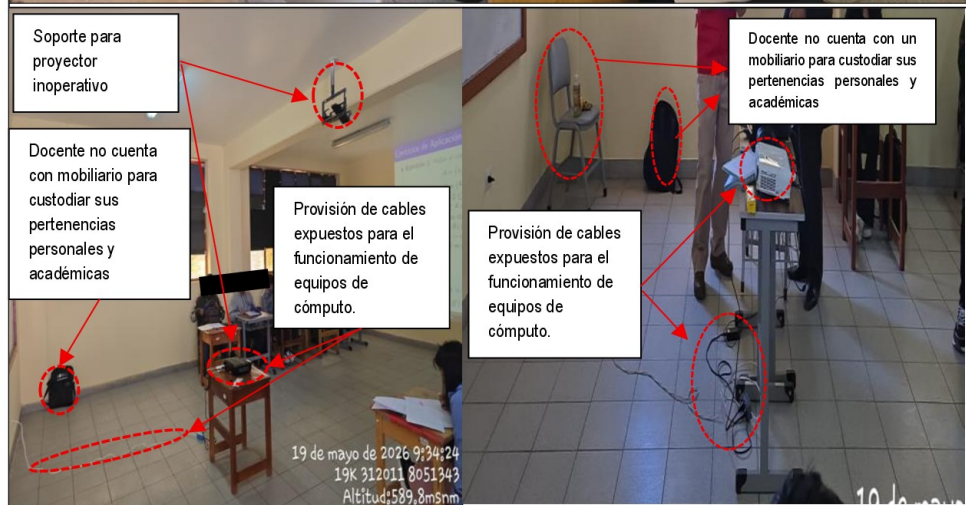 Soporte para
proyector
inoperativo
Docente no cuenta
con mobiliario para
custodiar sus
pertenencias
personales y
académicas
Provisión de cables
expuestos para el
funcionamiento de
equipos de
cómputo.
19 de mayo de 2026 9:34:24
19K 312011 8051343
Altitud:589.8msnm
Docente no cuenta con un
mobiliario para custodiar sus
pertenencias personales y
académicas
Provisión de cables
expuestos para el
funcionamiento de
equipos de
cómputo.
19 de mayo